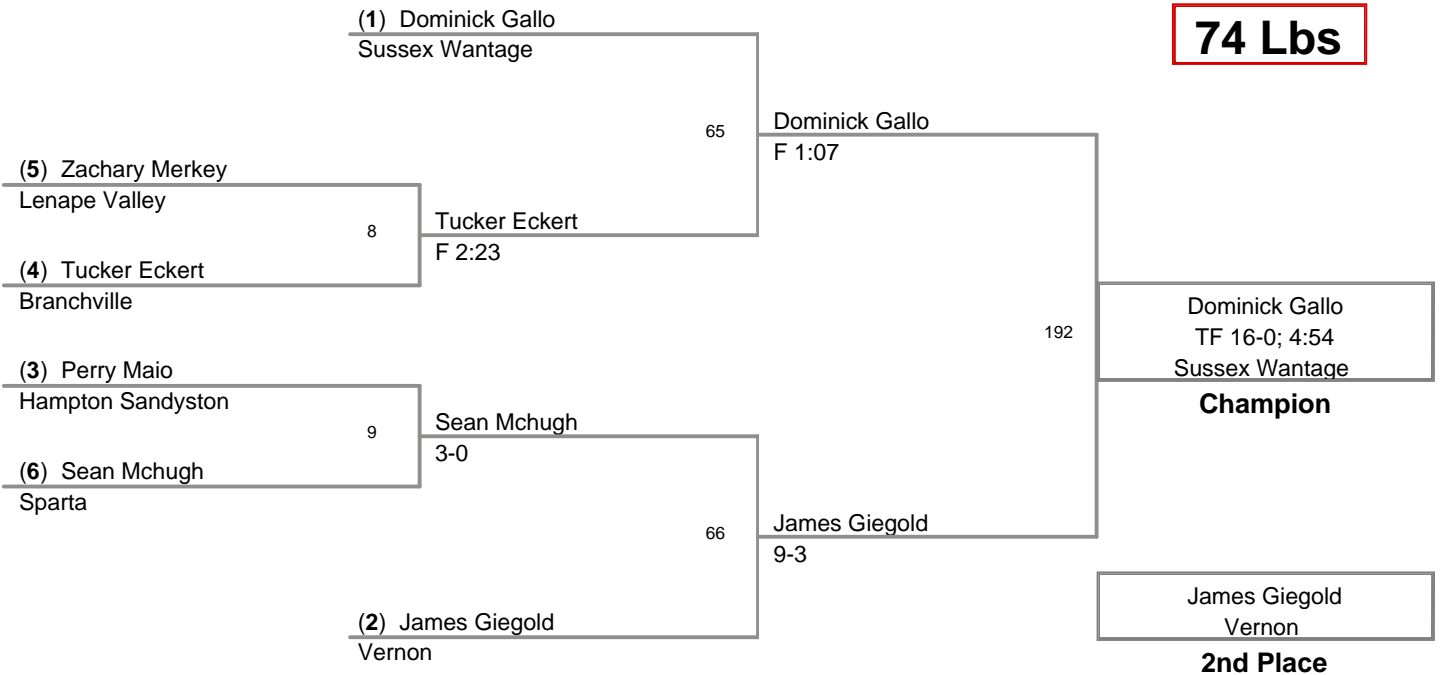 (1) Dominick Gallo
Sussex Wantage
74 Lbs
65
Dominick Gallo
F 1:07
(5) Zachary Merkey
Lenape Valley
8
Tucker Eckert
F 2:23
(4) Tucker Eckert
Branchville
192
Dominick Gallo
TF 16-0; 4:54
Sussex Wantage
Champion
(3) Perry Maio
Hampton Sandyston
9
Sean Mchugh
3-0
(6) Sean Mchugh
Sparta
66
James Giegold
9-3
(2) James Giegold
Vernon
James Giegold
Vernon
2nd Place